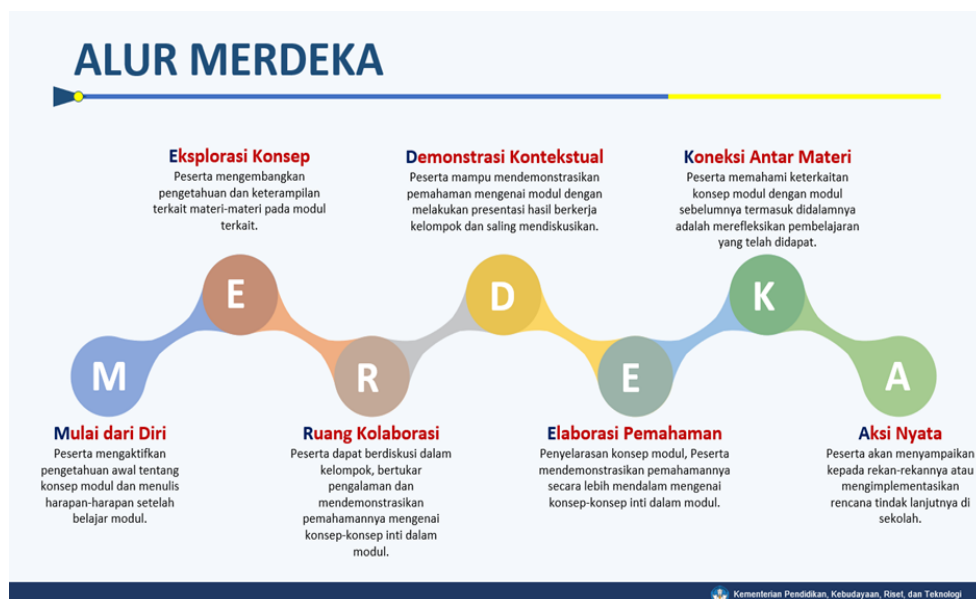 ALUR MERDEKA
Eksplorasi Konsep
Peserta mengembangkan
pengetahuan dan keterampilan
terkait materi-materi pada modul
terkait.
Demonstrasi Kontekstual
Peserta mampu mendemonstrasikan
pemahaman mengenai modul dengan
melakukan presentasi hasil berkerja
kelompok dan saling mendiskusikan.
Koneksi Antar Materi
Peserta memahami keterkaitan
konsep modul dengan modul
sebelumnya termasuk didalamnya
adalah merefleksikan pembelajaran
yang telah didapat.
M
E
R
D
E
K
A
Mulai dari Diri
Peserta mengaktifkan
pengetahuan awal tentang
konsep modul dan menulis
harapan-harapan setelah
belajar modul.
Ruang Kolaborasi
Peserta dapat berdiskusi dalam
kelompok, bertukar
pengalaman dan
mendemonstrasikan
pemahamannya mengenai
konsep-konsep inti dalam
modul.
Elaborasi Pemahaman
Penyelarasan konsep modul, Peserta
mendemonstrasikan pemahamannya
secara lebih mendalam mengenai
konsep-konsep inti dalam modul.
Aksi Nyata
Peserta akan menyampaikan
kepada rekan-rekannya atau
mengimplementasikan
rencana tindak lanjutnya di
sekolah.
Kementerian Pendidikan, Kebudayaan, Riset, dan Teknologi